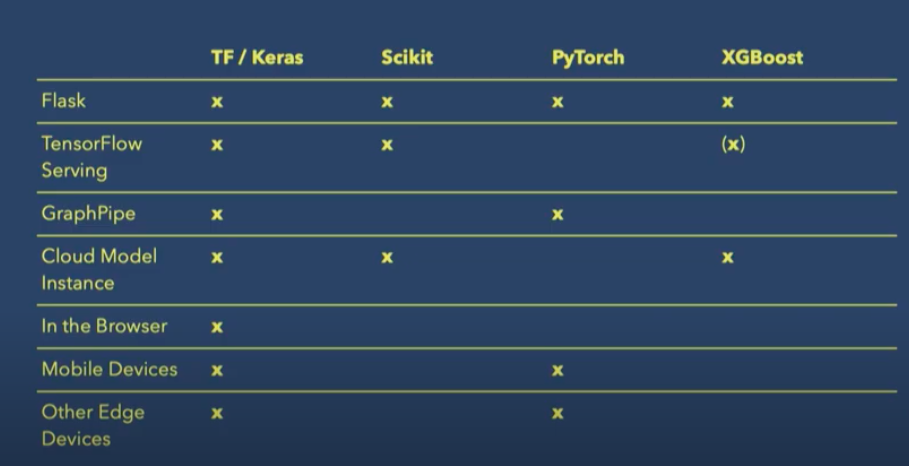 TF / Keras Scikit PyTorch XGBoost
Flask x x x x
TensorFlow x x (x)
Serving
GraphPipe x x
Cloud Model x x x
Instance
In the Browser x
Mobile Devices x x
Other Edge x x
Devices